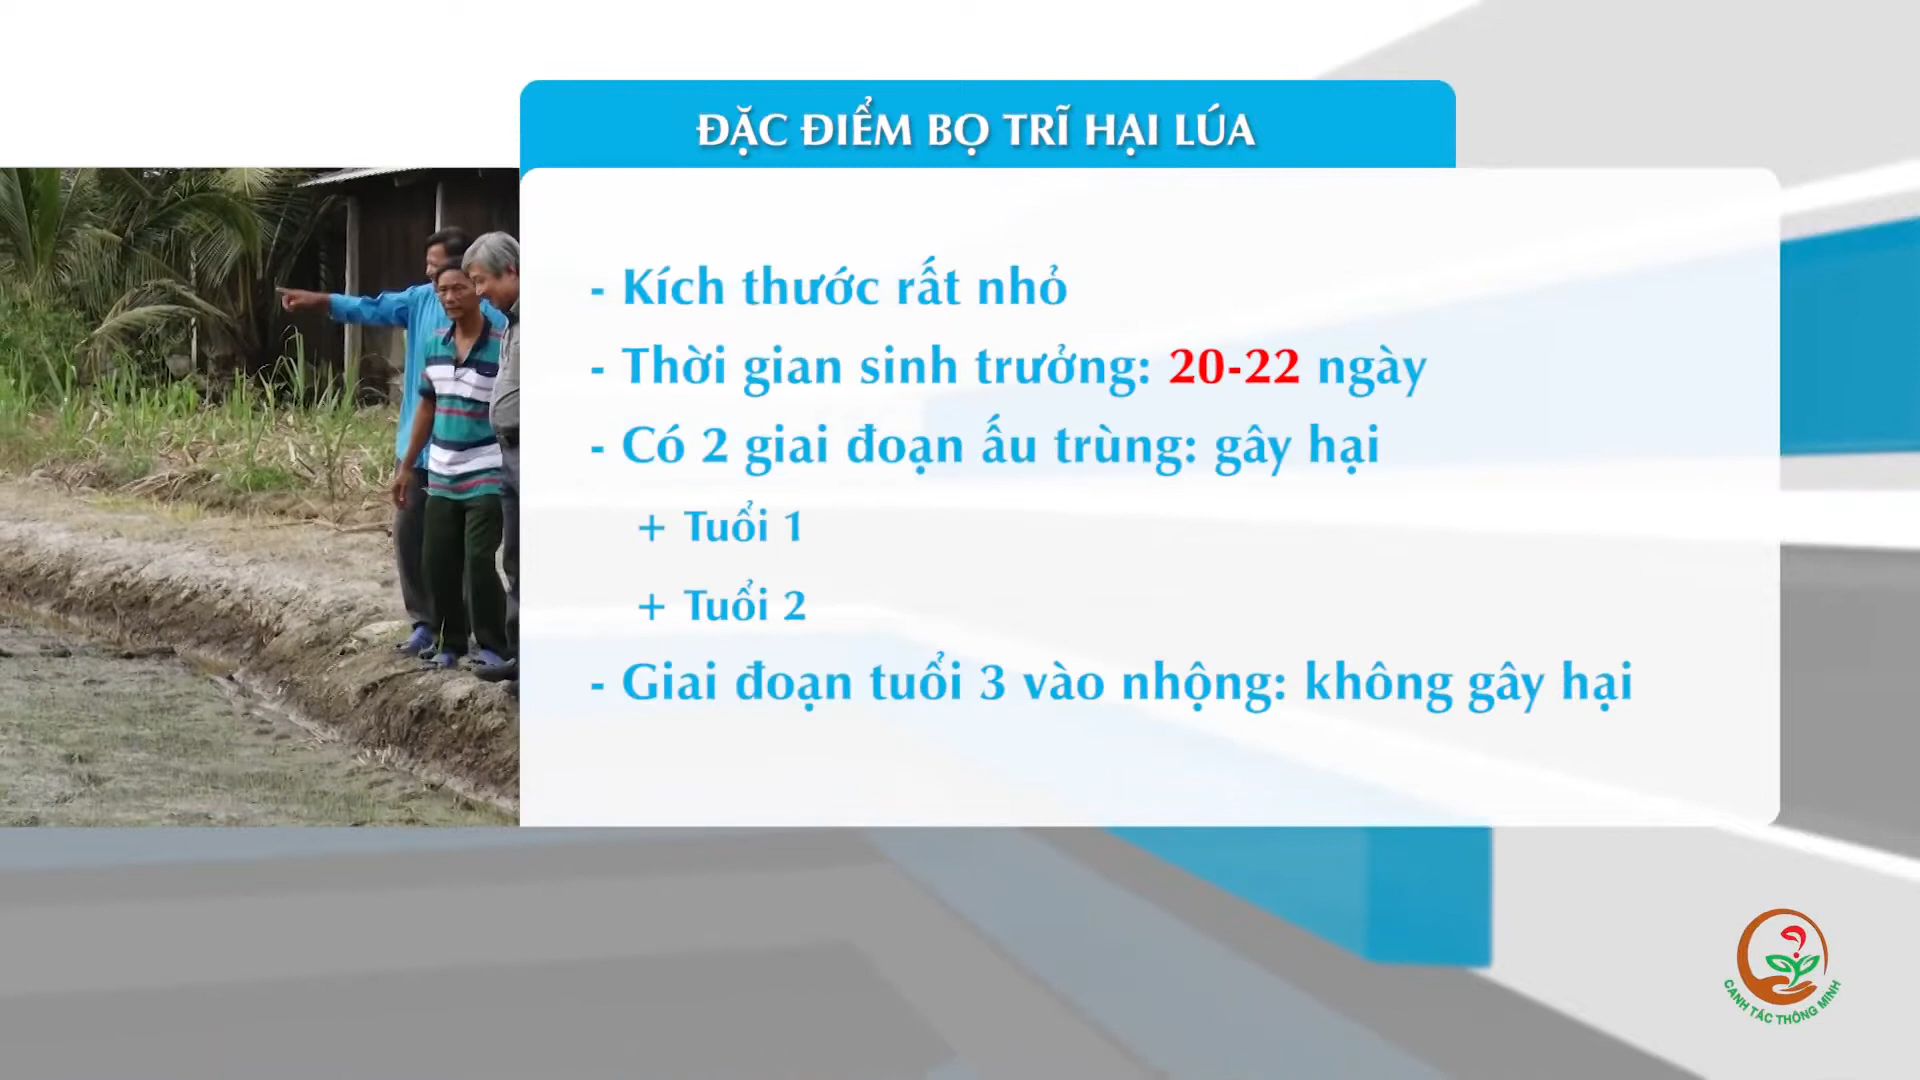 ĐẶC ĐIỂM BỌ TRĨ HẠI LÚA
- Kích thước rất nhỏ
- Thời gian sinh trưởng: 20-22 ngày
- Có 2 giai đoạn ấu trùng: gây hại
+ Tuổi 1
+ Tuổi 2
- Giai đoạn tuổi 3 vào nhộng: không gây hại
CANH TÁC THÔNG MINH